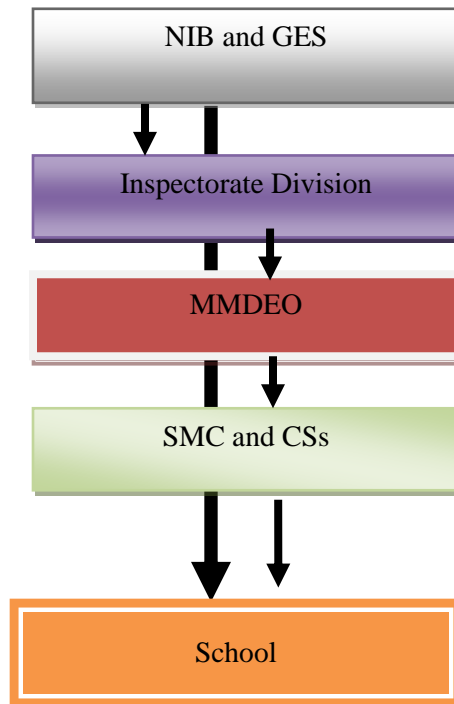 NIB and GES
Inspectorate Division
MMDEO
SMC and CSs
School